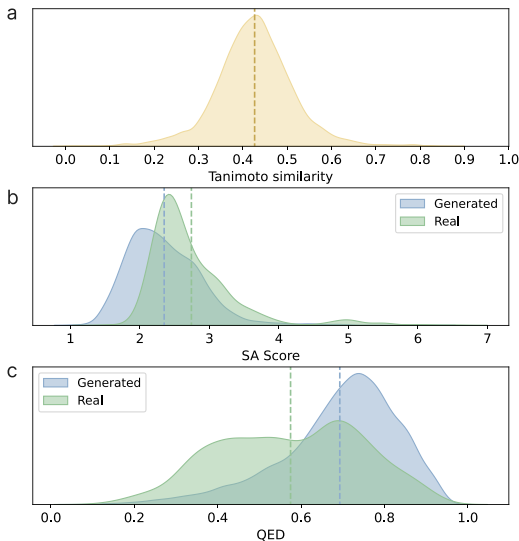 a
0.0 0.1 0.2 0.3 0.4 0.5 0.6 0.7 0.8 0.9 1.0
Tanimoto similarity
b
Generated
Real
1 2 3 4 5 6 7
SA Score
c
Generated
Real
0.0 0.2 0.4 0.6 0.8 1.0
QED